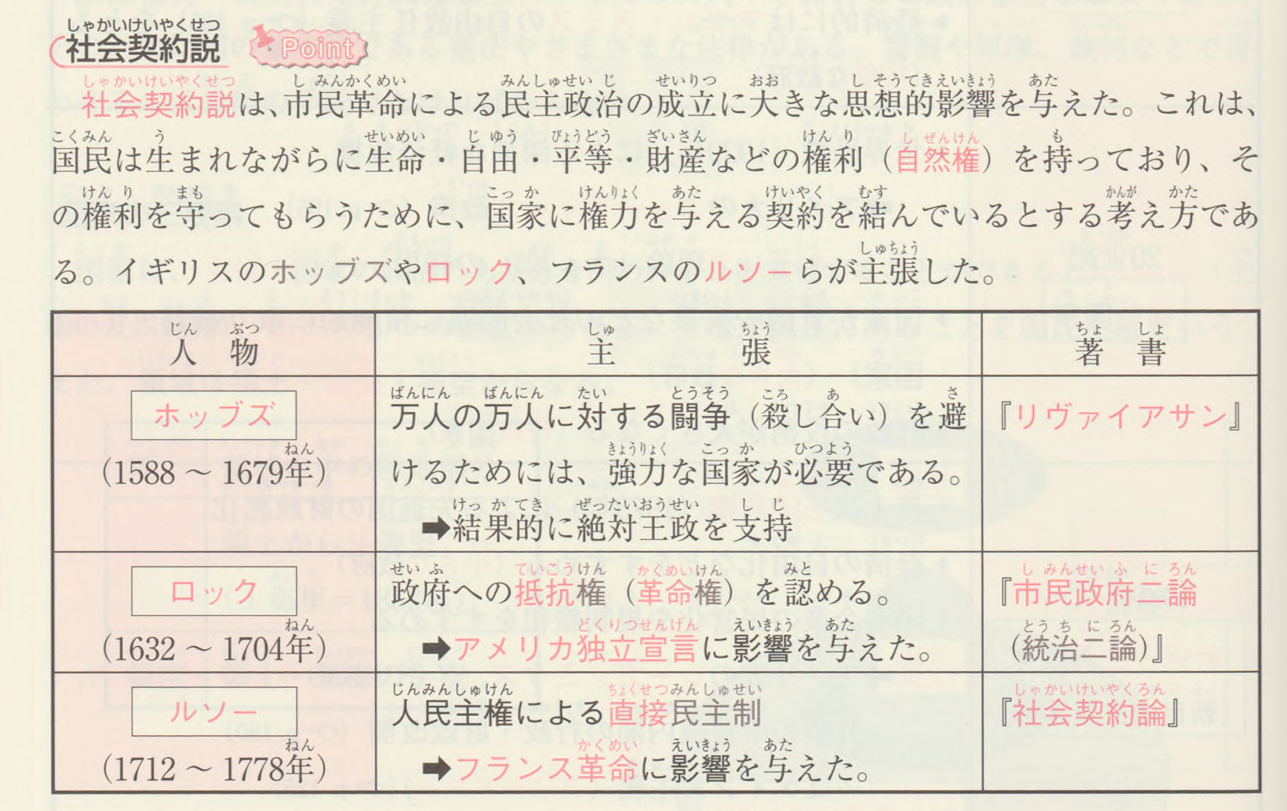 社会契約説 Point
社会契約説は、市民革命による民主政治の成立に大きな思想的影響を与えた。これは、
国民は生まれながらに生命・自由・平等・財産などの権利（自然権）を持っており、そ
の権利を守ってもらうために、国家に権力を与える契約を結んでいるとする考え方であ
る。イギリスのホッブズやロック、フランスのルソーらが主張した。
人物 主張 著書
ホッブズ
(1588 ～ 1679年)
万人の万人に対する闘争（殺し合い）を避
けるためには、強力な国家が必要である。
➡結果的に絶対王政を支持
『リヴァイアサン』
ロック
(1632 ～ 1704年)
政府への抵抗権（革命権）を認める。
➡アメリカ独立宣言に影響を与えた。
『市民政府二論
(統治二論)』
ルソー
(1712 ～ 1778年)
人民主権による直接民主制
➡フランス革命に影響を与えた。
『社会契約論』